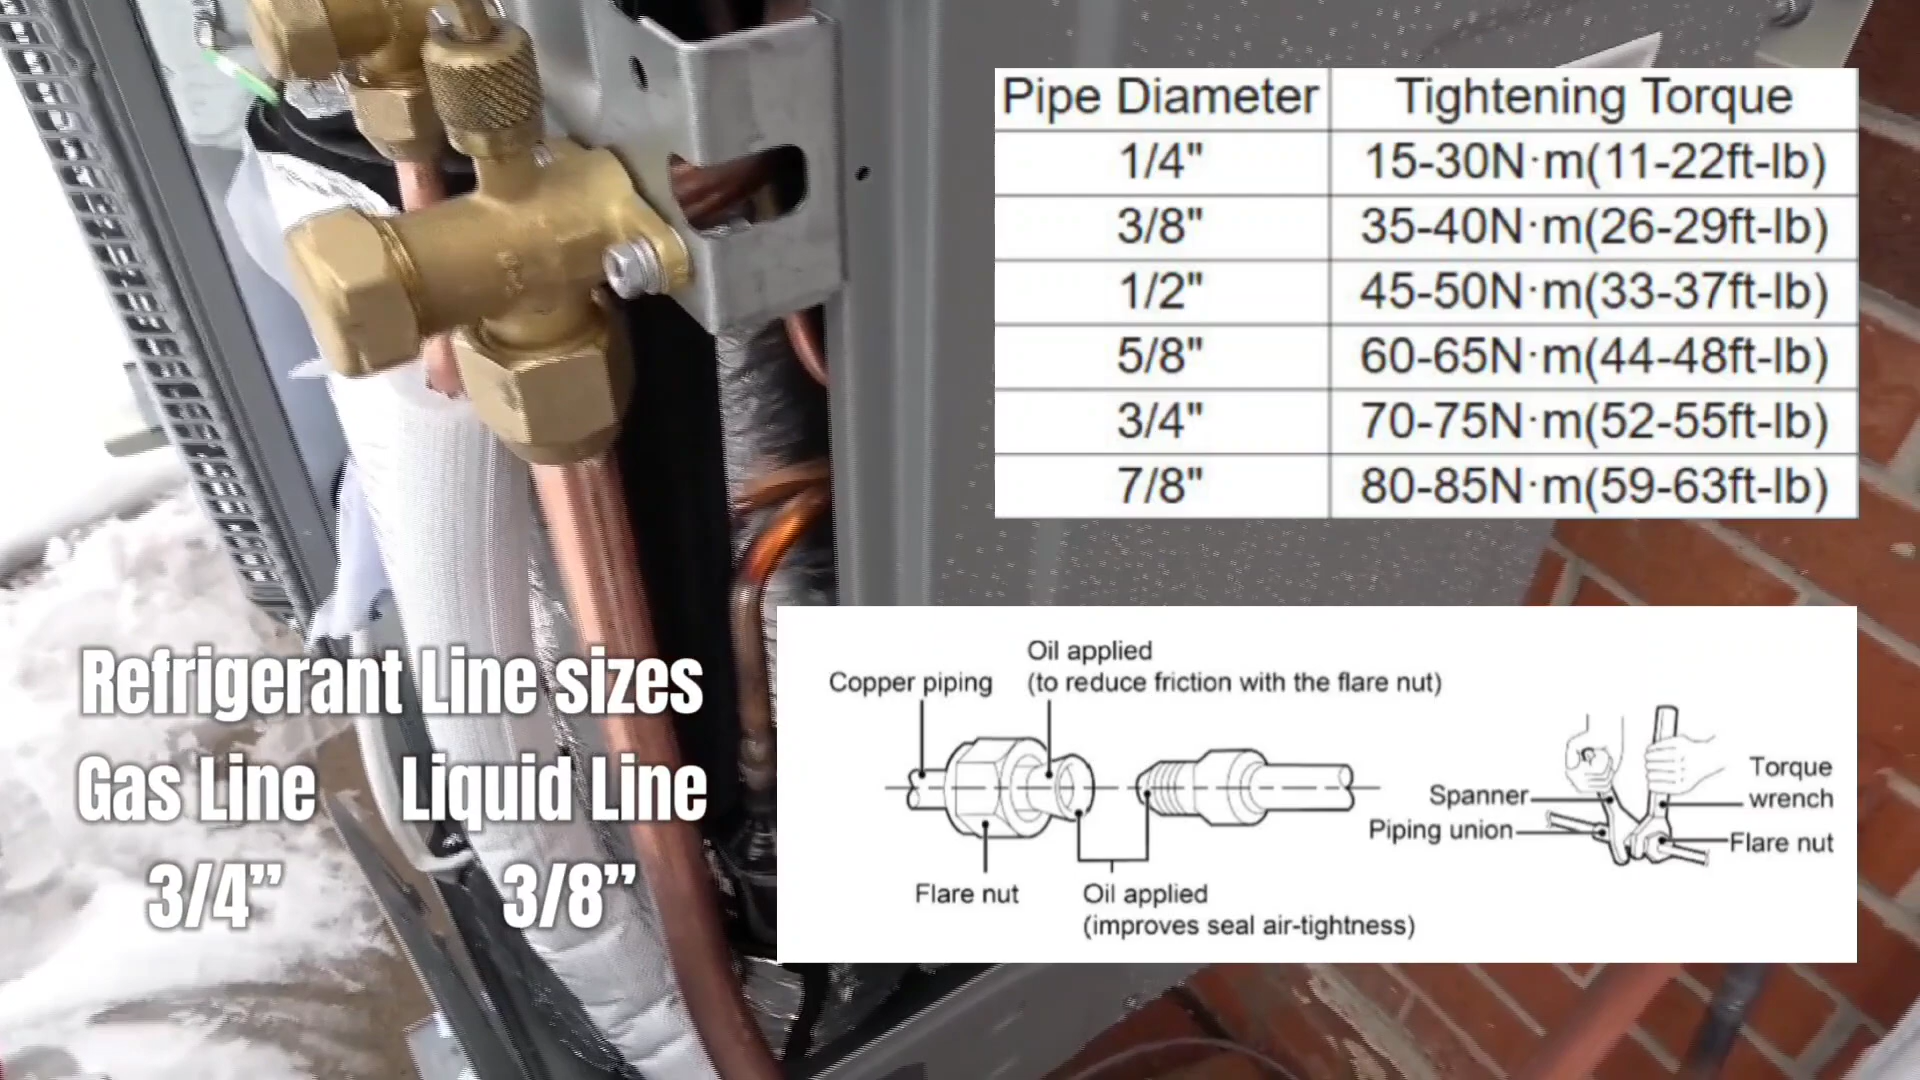 Pipe Diameter Tightening Torque
1/4" 15-30N·m(11-22ft-lb)
3/8" 35-40N·m(26-29ft-lb)
1/2" 45-50N·m(33-37ft-lb)
5/8" 60-65N·m(44-48ft-lb)
3/4" 70-75N·m(52-55ft-lb)
7/8" 80-85N·m(59-63ft-lb)
Refrigerant Line sizes
Gas Line Liquid Line
3/4” 3/8”
Oil applied
Copper piping (to reduce friction with the flare nut)
Torque
wrench
Spanner
Piping union
Flare nut
Flare nut
Oil applied
(improves seal air-tightness)